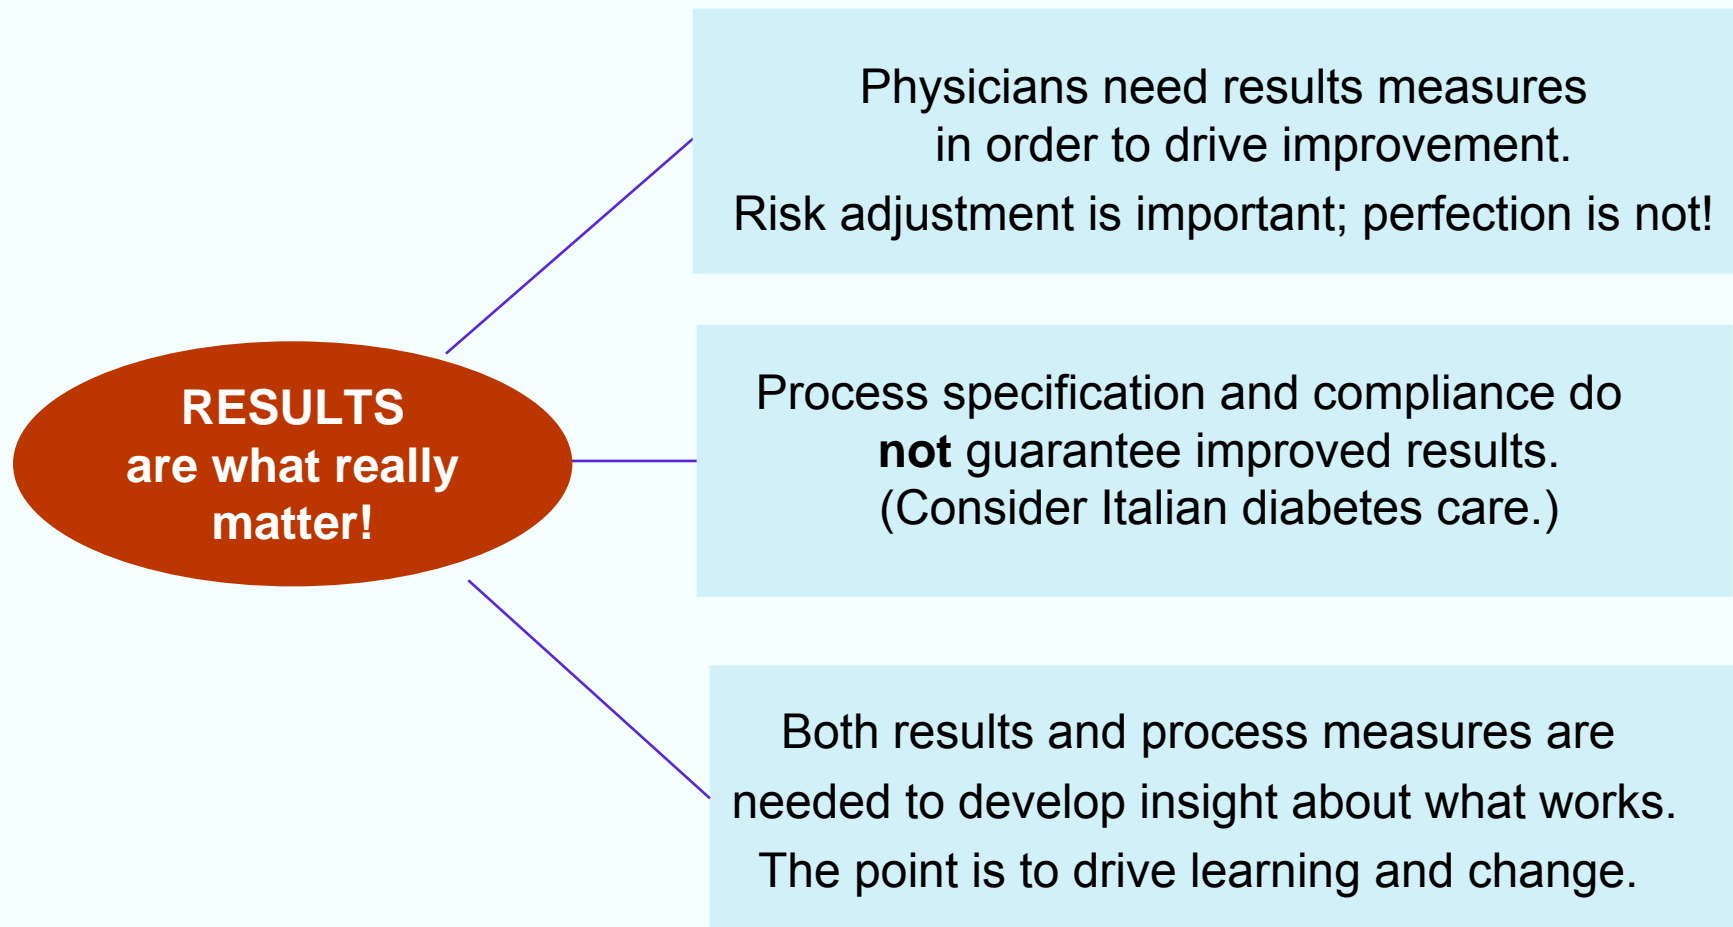 Physicians need results measures
in order to drive improvement.
Risk adjustment is important; perfection is not!
RESULTS
are what really
matter!
Process specification and compliance do
not guarantee improved results.
(Consider Italian diabetes care.)
Both results and process measures are
needed to develop insight about what works.
The point is to drive learning and change.